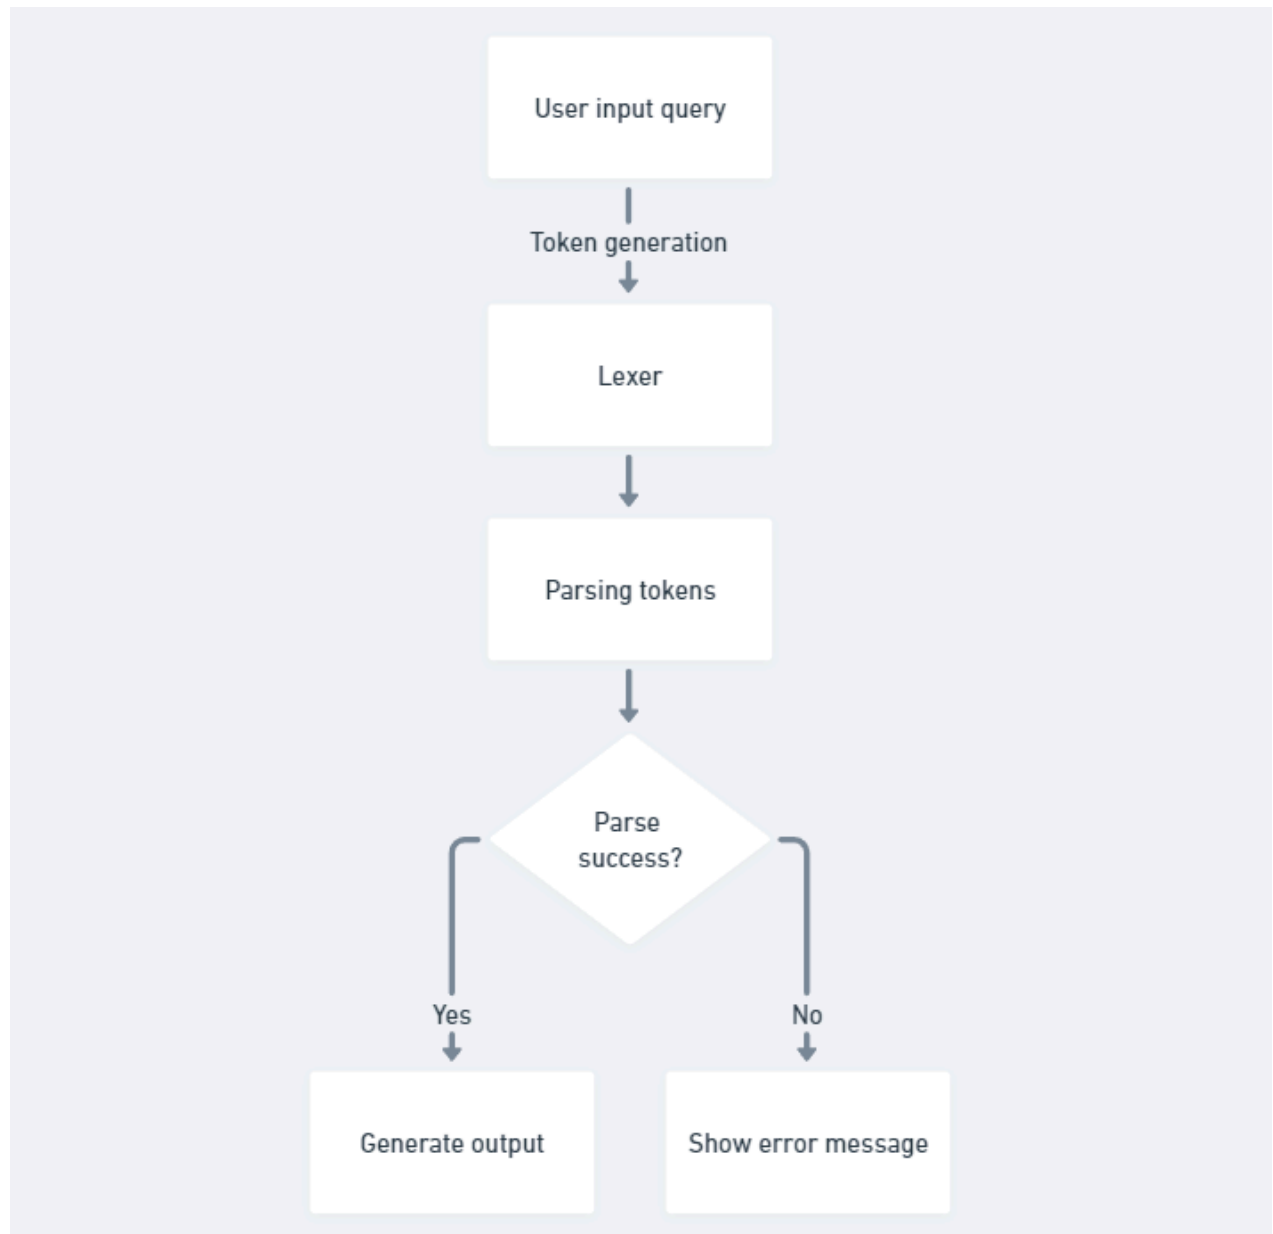 User input query
Token generation
Lexer
Parsing tokens
Parse
success?
Yes
No
Generate output
Show error message